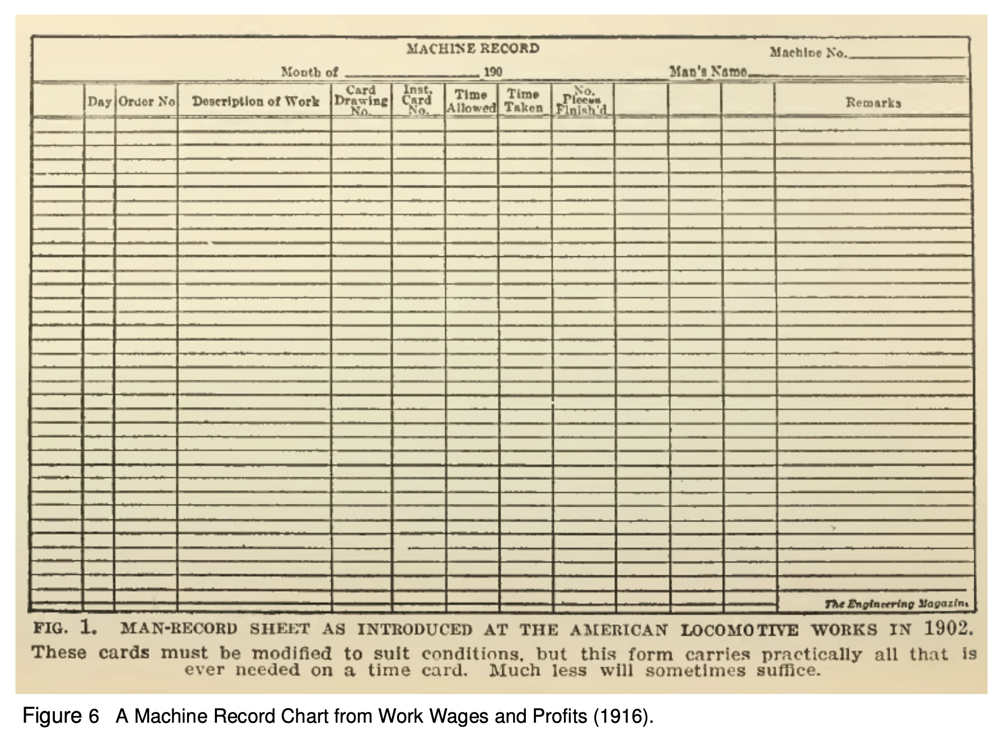 MACHINE RECORD
Machine No.
Month of 190 Man's Name
Day Order No Description of Work Card Drawing No. Inst. Card No. Time Allowed Time Taken No. Pieces Finish'd Remarks
The Engineering Magazin
FIG. 1. MAN-RECORD SHEET AS INTRODUCED AT THE AMERICAN LOCOMOTIVE WORKS IN 1902.
These cards must be modified to suit conditions, but this form carries practically all that is
ever needed on a time card. Much less will sometimes suffice.
Figure 6 A Machine Record Chart from Work Wages and Profits (1916).